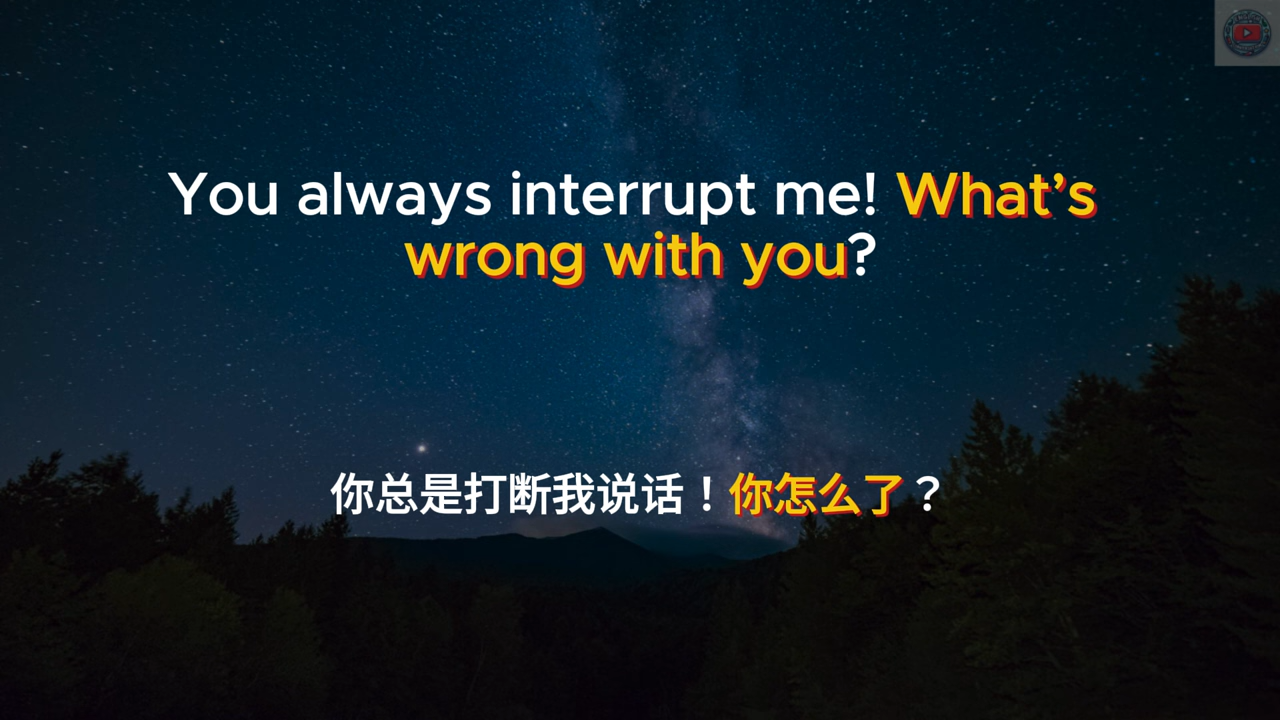 You always interrupt me! What’s
wrong with you?
你总是打断我说话！你怎么了？